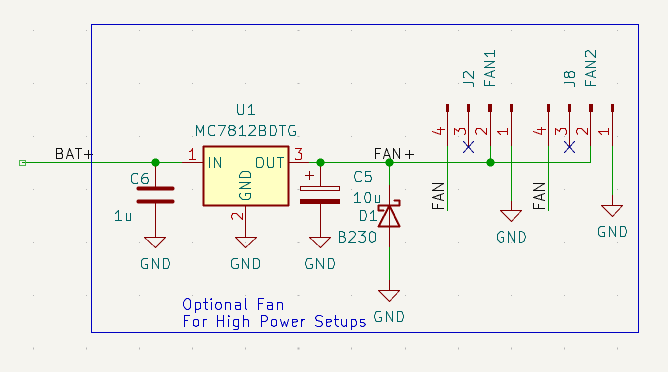 J2
FAN1
J8
FAN2
U1
MC7812BDTG
4
3
2
1
4
3
2
1
BAT+
1
IN
OUT
3
FAN+
GND
2
C6
1u
+
C5
10u
D1
B230
FAN
FAN
GND
GND
GND
GND
GND
GND
Optional Fan
For High Power Setups